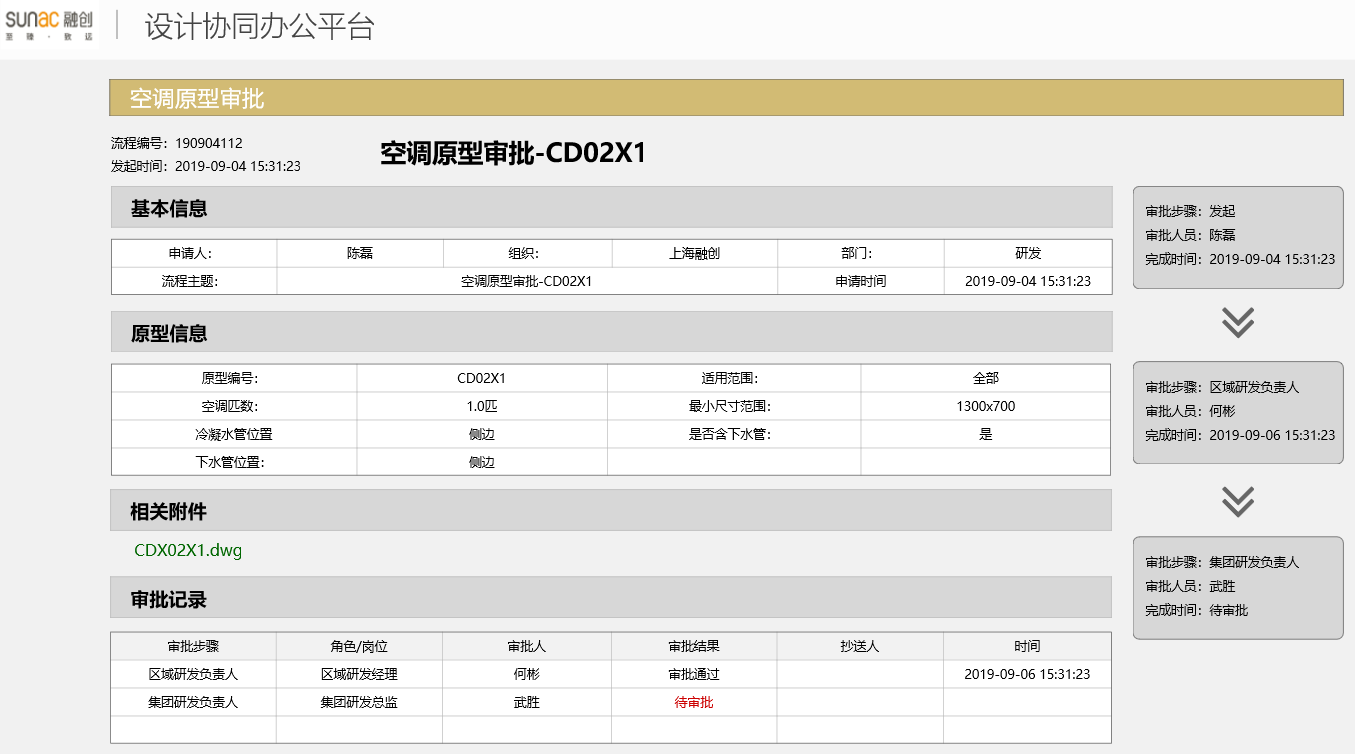 sunac 融创
至臻·致远
设计协同办公平台
空调原型审批
流程编号：190904112
发起时间：2019-09-04 15:31:23
空调原型审批-CD02X1
基本信息
申请人： 陈磊 组织： 上海融创 部门： 研发
流程主题： 空调原型审批-CD02X1 申请时间 2019-09-04 15:31:23
原型信息
原型编号： CD02X1 适用范围： 全部
空调匹数： 1.0匹 最小尺寸范围： 1300x700
冷凝水管位置 侧边 是否含下水管： 是
下水管位置： 侧边
相关附件
CDX02X1.dwg
审批记录
审批步骤 角色/岗位 审批人 审批结果 抄送人 时间
区域研发负责人 区域研发经理 何彬 审批通过 2019-09-06 15:31:23
集团研发负责人 集团研发总监 武胜 待审批
审批步骤：发起
审批人员：陈磊
完成时间：2019-09-04 15:31:23
审批步骤：区域研发负责人
审批人员：何彬
完成时间：2019-09-06 15:31:23
审批步骤：集团研发负责人
审批人员：武胜
完成时间：待审批